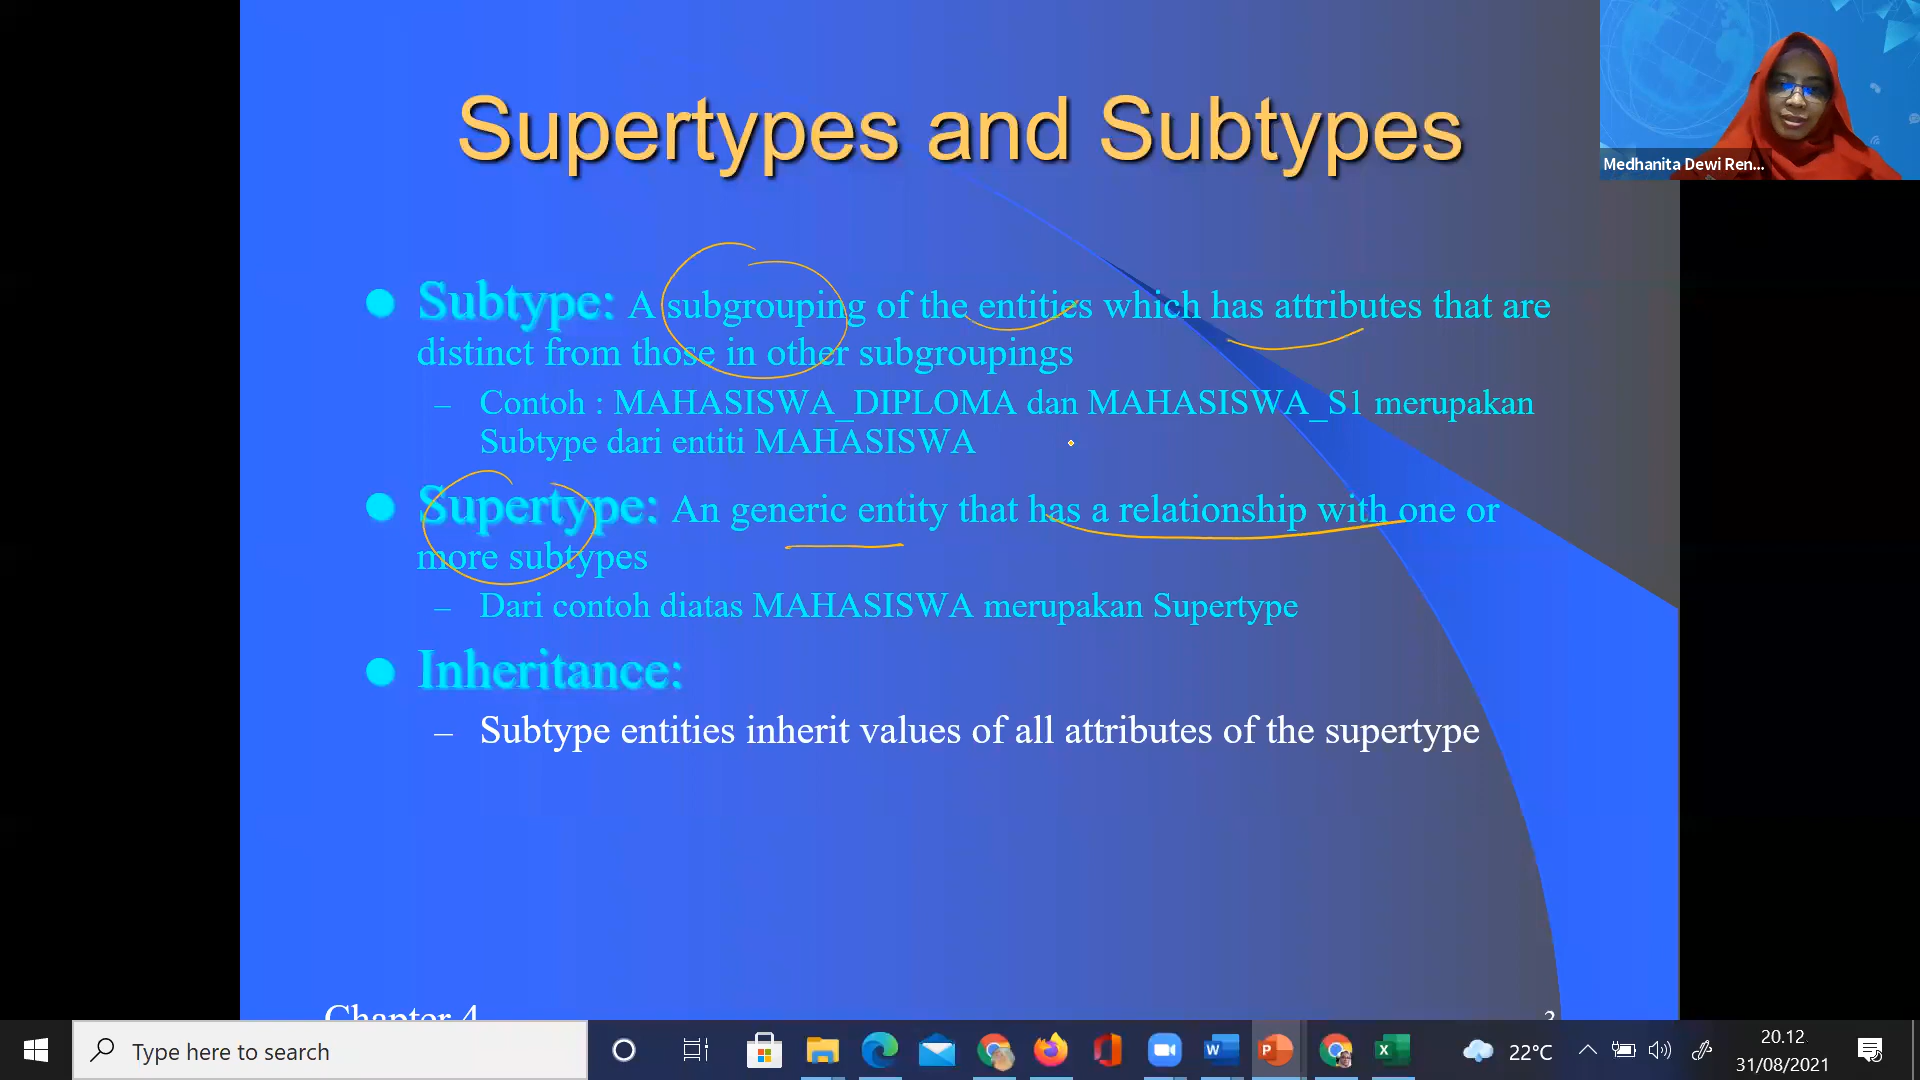 Supertypes and Subtypes
Medhanita Dewi Ren...
Subtype: A subgrouping of the entities which has attributes that are
distinct from those in other subgroupings
– Contoh : MAHASISWA_DIPLOMA dan MAHASISWA_S1 merupakan
Subtype dari entiti MAHASISWA
Supertype: An generic entity that has a relationship with one or
more subtypes
– Dari contoh diatas MAHASISWA merupakan Supertype
Inheritance:
– Subtype entities inherit values of all attributes of the supertype
Chapter 4
3
Type here to search
22°C
20.12
31/08/2021